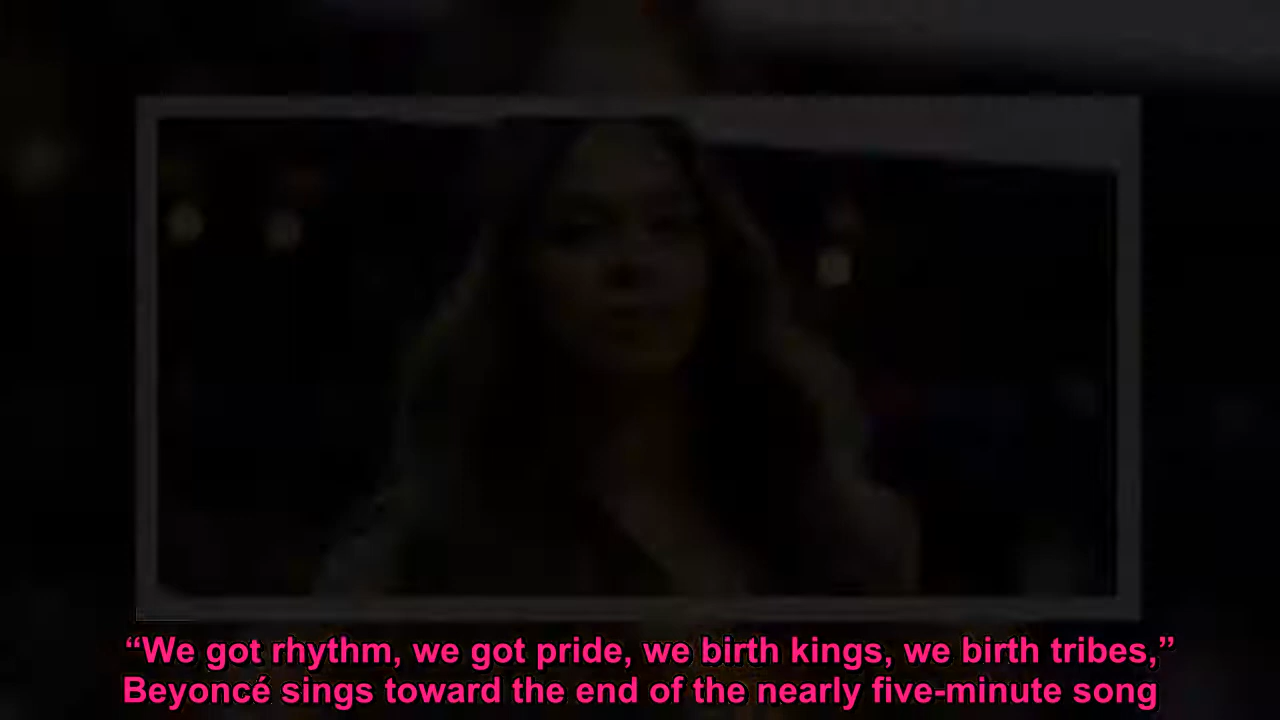 “We got rhythm, we got pride, we birth kings, we birth tribes,”
Beyoncé sings toward the end of the nearly five-minute song